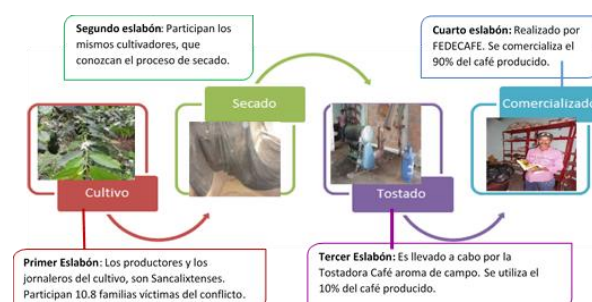 Segundo eslabón: Participan los
mismos cultivadores, que
conozcan el proceso de secado.
Cuarto eslabón: Realizado por
FEDECAFE. Se comercializa el
90% del café producido.
Secado
Comercializado
Cultivo
Tostado
Primer Eslabón: Los productores y los
jornaleros del cultivo, son Sancalixtenses.
Participan 10.8 familias víctimas del conflicto.
Tercer Eslabón: Es llevado a cabo por la
Tostadora Café aroma de campo. Se utiliza el
10% del café producido.